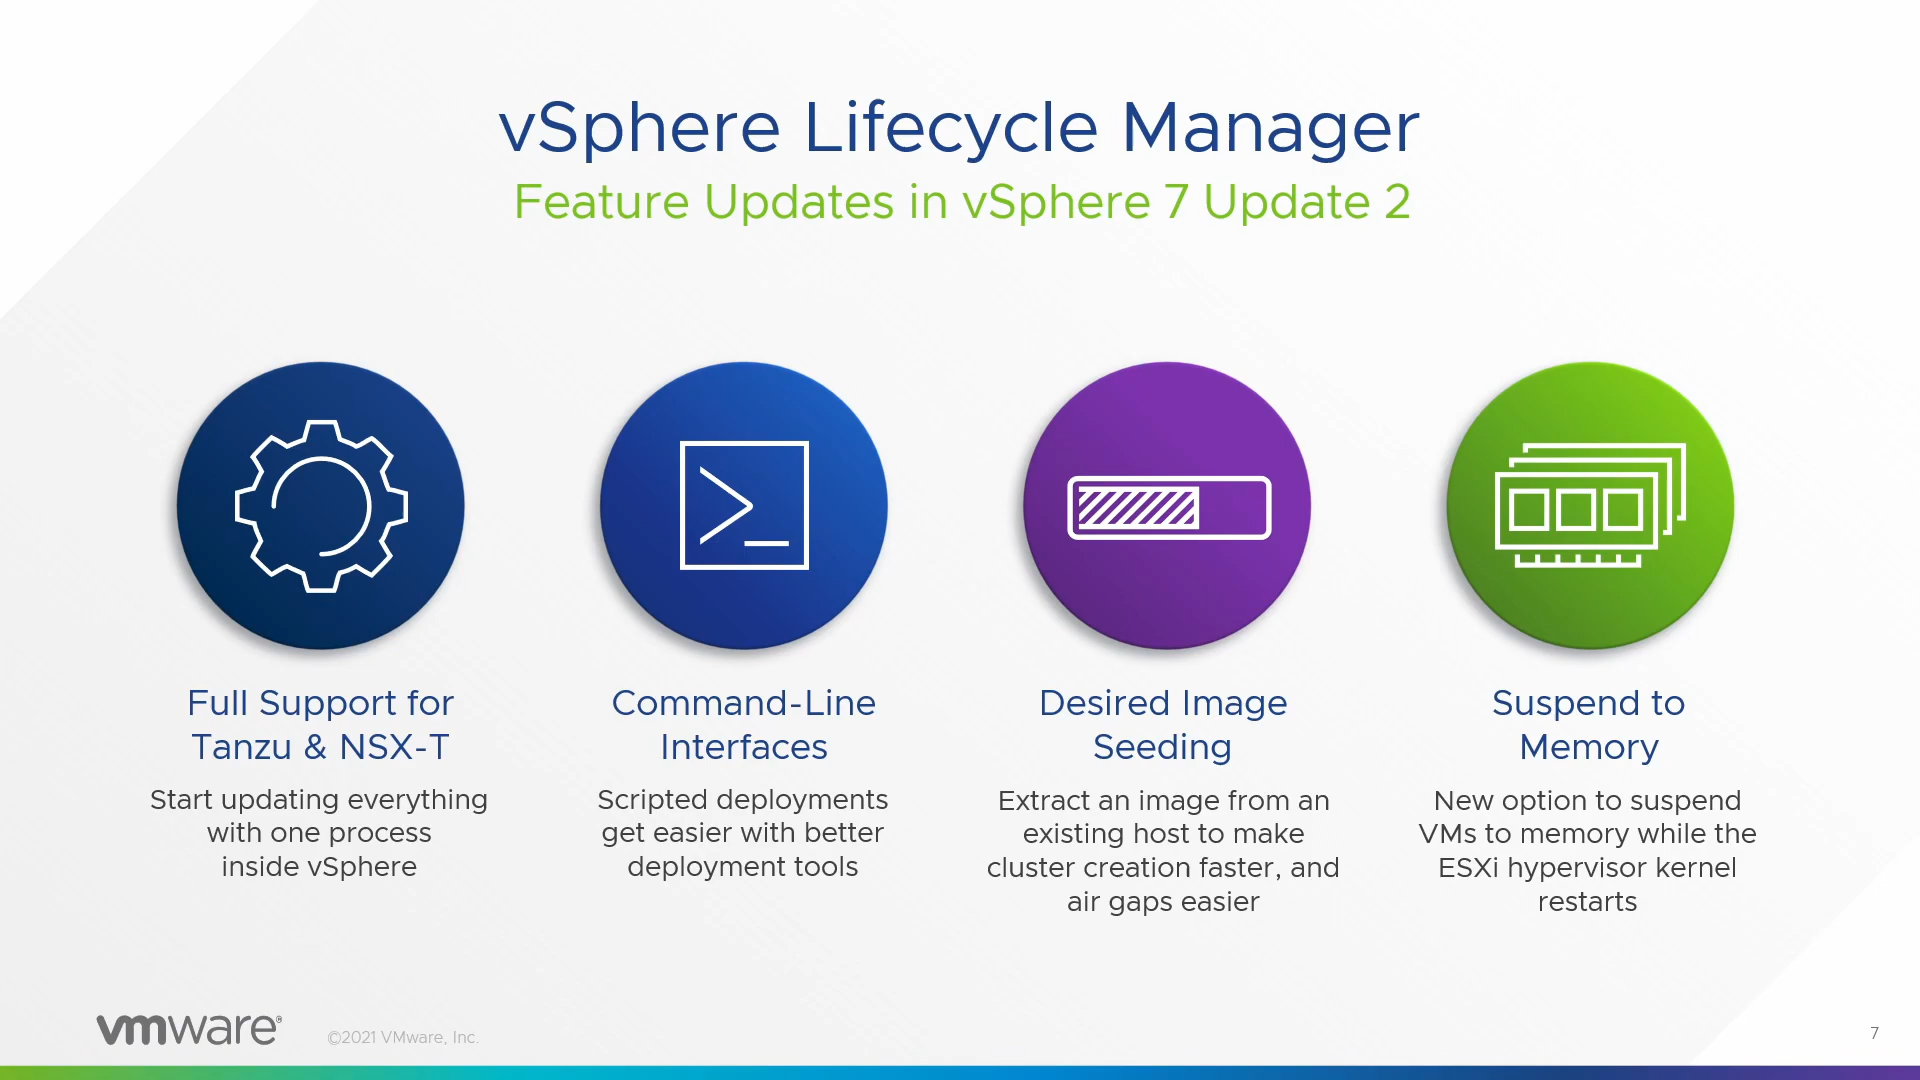 vSphere Lifecycle Manager
Feature Updates in vSphere 7 Update 2
Full Support for
Tanzu & NSX-T
Start updating everything
with one process
inside vSphere
Command-Line
Interfaces
Scripted deployments
get easier with better
deployment tools
Desired Image
Seeding
Extract an image from an
existing host to make
cluster creation faster, and
air gaps easier
Suspend to
Memory
New option to suspend
VMs to memory while the
ESXi hypervisor kernel
restarts
vmware®
©2021 VMware, Inc.
7